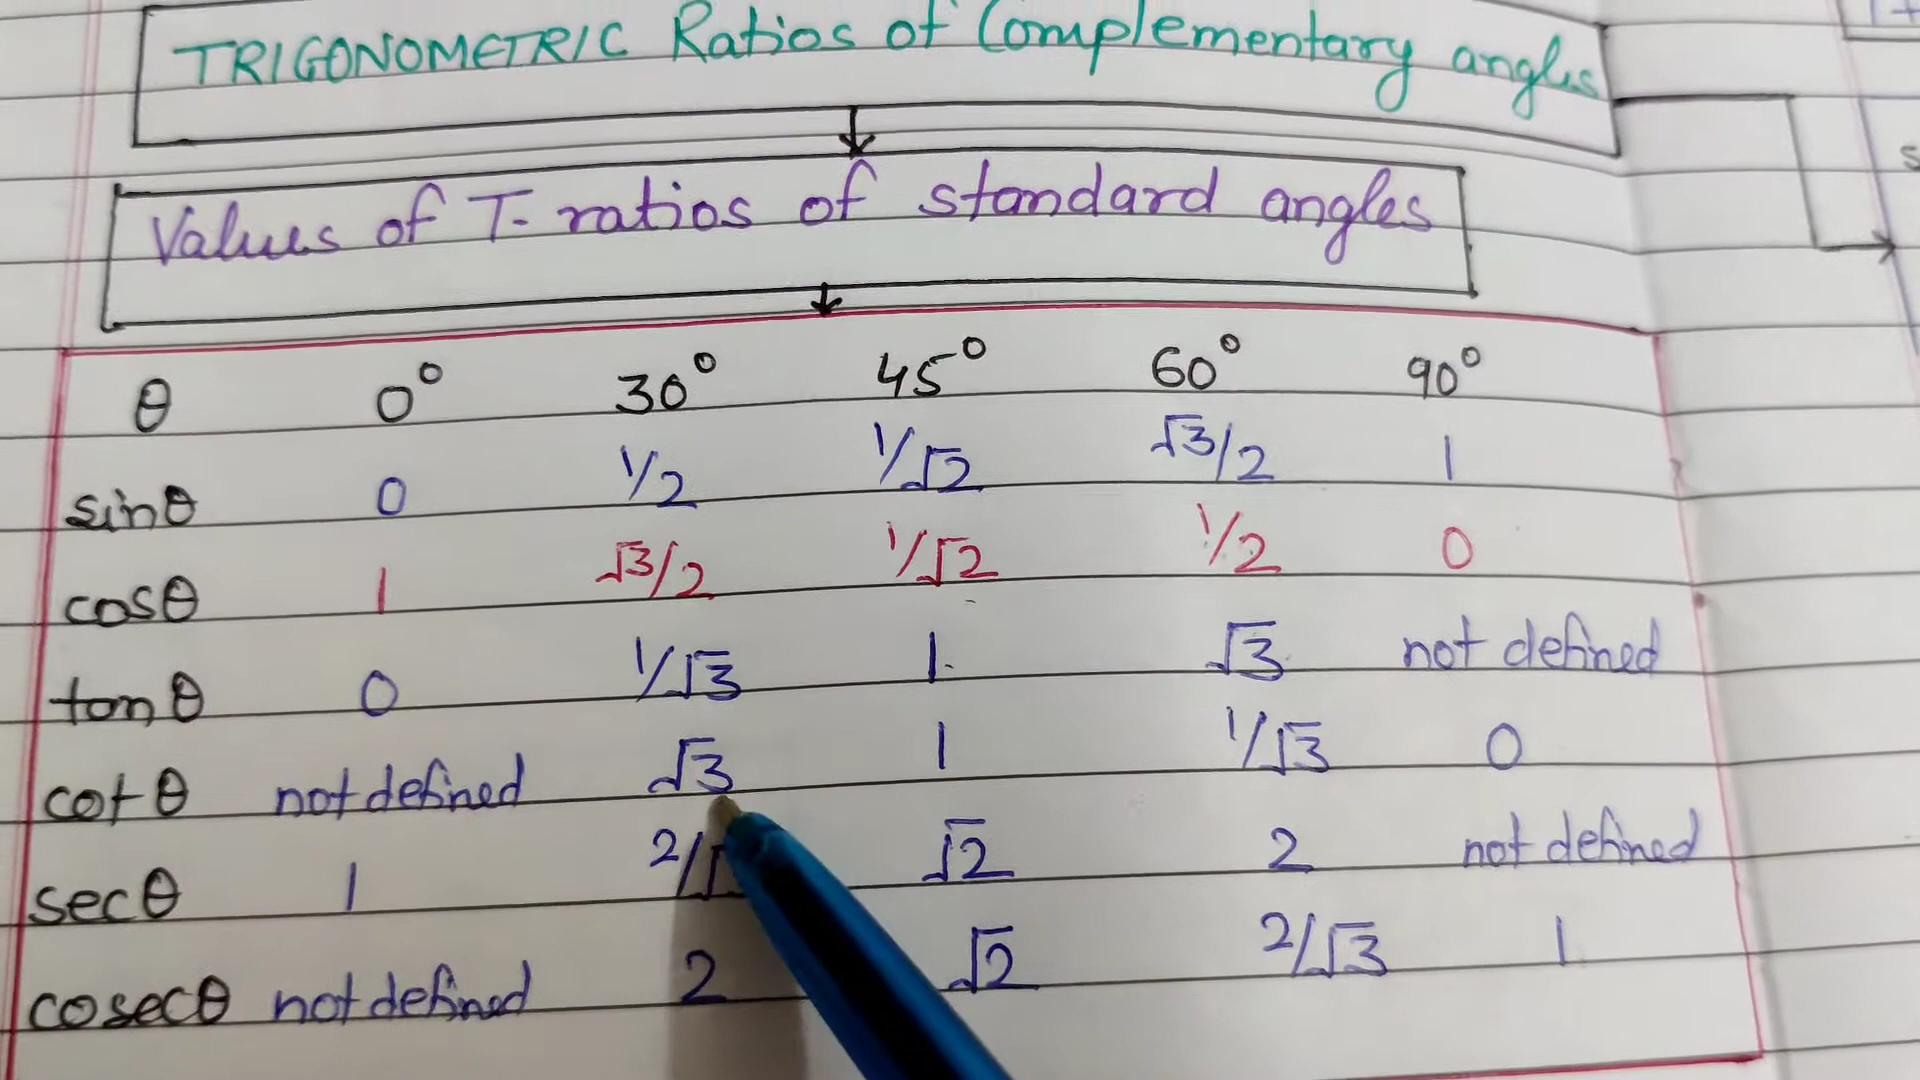 TRIGONOMETRIC Ratios of Complementary angles
Values of T-ratios of standard angles
θ 0° 30° 45° 60° 90°
sinθ 0 1/2 1/√2 √3/2 1
cosθ 1 √3/2 1/√2 1/2 0
tanθ 0 1/√3 1 √3 not defined
cotθ not defined √3 1 1/√3 0
secθ 1 2/√ √2 2 not defined
cosecθ not defined 2 √2 2/√3 1